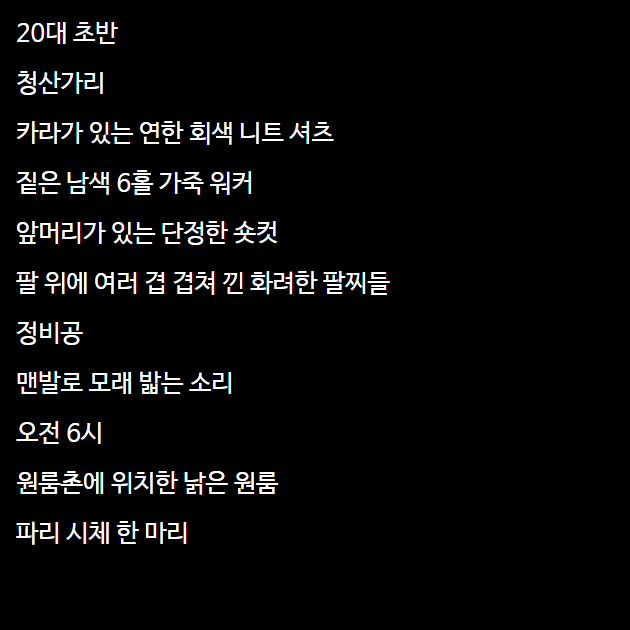 20대 초반
청산가리
카라가 있는 연한 회색 니트 셔츠
짙은 남색 6홀 가죽 워커
앞머리가 있는 단정한 숏컷
팔 위에 여러 겹 겹쳐 낀 화려한 팔찌들
정비공
맨발로 모래 밟는 소리
오전 6시
원룸촌에 위치한 낡은 원룸
파리 시체 한 마리